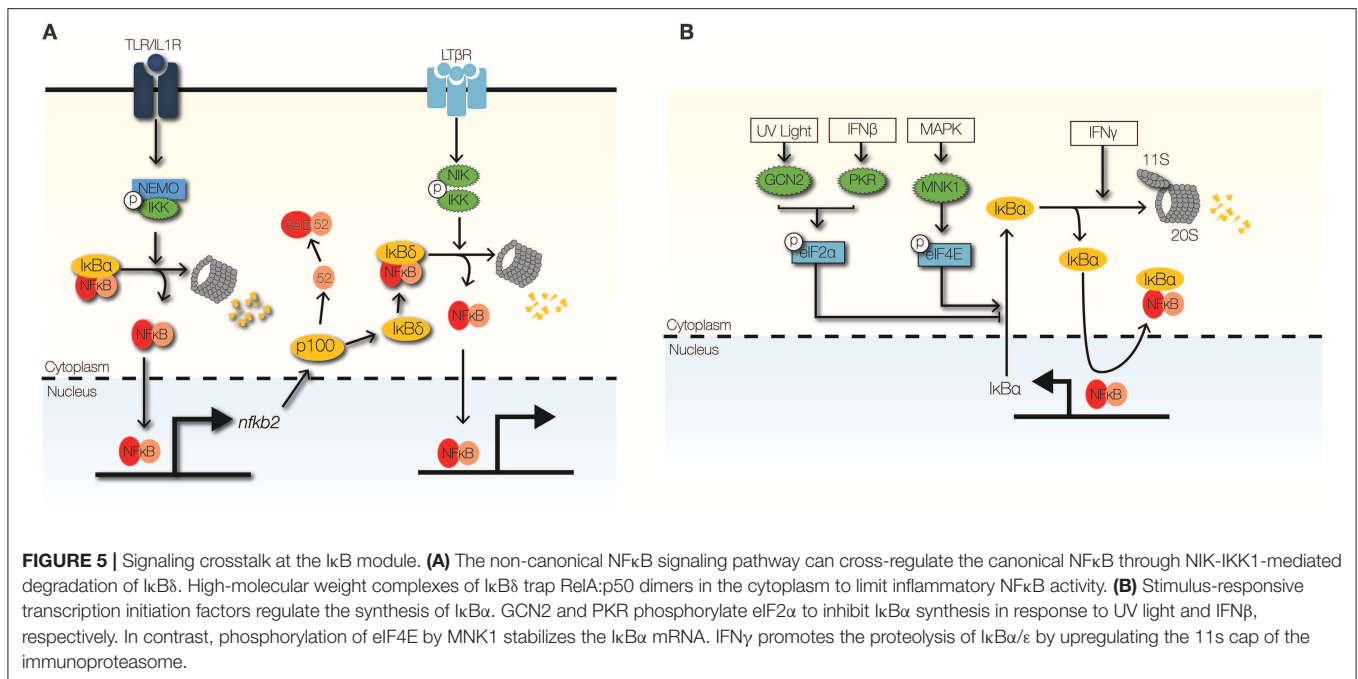 A
TLR/IL1R
LTβR
NEMO
P
IKK
NIK
P
IKK
IκBα
NFκB
RelB 52
52
IκBδ
NFκB
NFκB
p100
IκBδ
NFκB
Cytoplasm
Nucleus
nfkb2
NFκB
NFκB
B
UV Light
IFNβ
MAPK
IFNγ
11S
GCN2
PKR
MNK1
IκBα
20S
P
eIF2α
P
eIF4E
IκBα
IκBα
NFκB
Cytoplasm
Nucleus
IκBα
NFκB
FIGURE 5 | Signaling crosstalk at the IκB module. (A) The non-canonical NFκB signaling pathway can cross-regulate the canonical NFκB through NIK-IKK1-mediated
degradation of IκBδ. High-molecular weight complexes of IκBδ trap RelA:p50 dimers in the cytoplasm to limit inflammatory NFκB activity. (B) Stimulus-responsive
transcription initiation factors regulate the synthesis of IκBα. GCN2 and PKR phosphorylate eIF2α to inhibit IκBα synthesis in response to UV light and IFNβ,
respectively. In contrast, phosphorylation of eIF4E by MNK1 stabilizes the IκBα mRNA. IFNγ promotes the proteolysis of IκBα/ε by upregulating the 11s cap of the
immunoproteasome.